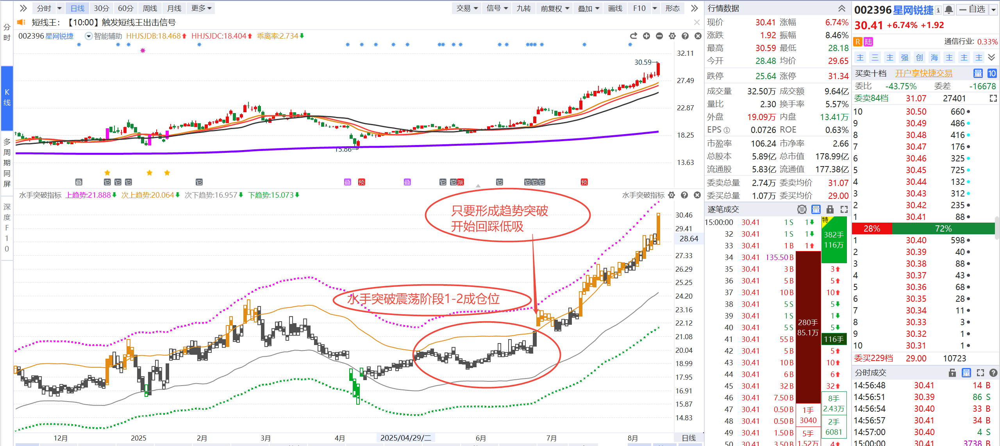 分时 日线 30分 60分 周线 月线 更多
交易 信号 九转 前复权 叠加 画线 F10 形态
短线王：【10:00】触发短线王出击信号
002396 星网锐捷 智能辅助 HHJSJDB:18.468 HHJSJDC:18.404 乖离率:2.734
分时
K线
多周期同屏
深度F10
32.11
30.59
27.49
22.87
18.25
15.86
13.63
叠 它 它 它 它 叠 预 叠 它 它 派 它 它 它 它 预
水手突破指标 上趋势:21.888 次上趋势:20.064 次下趋势:16.957 下趋势:15.073
水手突破指标
只要形成趋势突破
开始回踩低吸
水手突破震荡阶段1-2成仓位
30.46
29.41
28.64
27.33
26.29
25.25
24.20
23.16
22.12
21.08
20.04
18.99
17.95
16.91
15.87
14.83
12月 2025 2月 3月 4月 2025/04/29/二 6月 7月 8月 日线
行情数据
现价 30.41 涨幅 6.74%
涨跌 1.92 振幅 8.46%
最高 30.59 最低 28.18
今开 28.48 均价 29.65
跌停 25.64 涨停 31.34
成交量 32.50万 成交额 9.64亿
量比 2.30 换手率 5.57%
外盘 19.09万 内盘 13.41万
EPS ① 0.0726 ROE 0.63%
市盈率 106.24 市净率 2.66
总股本 5.89亿 总市值 178.99亿
流通股 5.83亿 流通值 177.38亿
委卖总量 2.74万 委卖均价 31.07
委买总量 1.07万 委买均价 29.00
逐笔成交 单 量
15:00:00 30.41 1 S 1
32 30.41 1 S 1
33 30.41 1 B 1
34 30.41 135.50 B
35 30.41 3 B 3
36 30.41 5 B 5
37 30.41 10 B 10
38 30.41 5 S 5
39 30.41 1 S 1
40 30.41 5 S 5
41 30.41 55 B
42 30.41 5 B 5
43 30.41 10 B 10
44 30.41 6 B 6
45 30.41 32 B 32
46 30.41 7.50 B
47 30.41 0.50 B
48 30.41 0.50 B
49 30.41 1.50 B
50 30.41 3.50 B 4
特
382手
116万
280手
85.1万
116手
8手
2.43万
1手
3040
2手
6081
5手
1.52万
002396 星网锐捷 自选
30.41 +6.74% +1.92
R 陆 通信行业: 0.33%
主 三 主 强 创 海 主 主 主
买卖十档 开户享快捷交易 量 10
委比 -43.75% 委差 -16678
委卖84档 31.07 27401
10 30.50 660
9 30.49 486
8 30.48 416
7 30.47 176
6 30.46 325
5 30.45 725
4 30.44 132
3 30.43 312
2 30.42 235
1 30.41 88
28% 72%
1 30.40 598
2 30.39 40
3 30.38 88
4 30.37 43
5 30.36 68
6 30.35 28
7 30.34 11
8 30.33 3
9 30.32 1
10 30.31 1
委买229档 29.00 10723
分时成交 量
14:56:48 30.41 14 B
14:56:51 30.39 86 S
14:56:54 30.40 33 B
14:56:57 30.41 34 B
14:57:00 30.40 4 S
15:00:00 30.41 3738 B